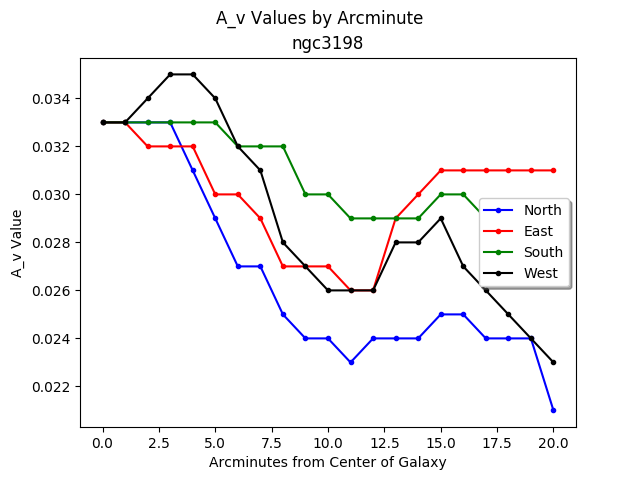 A_v Values by Arcminute
ngc3198
A_v Value
0.034
0.032
0.030
0.028
0.026
0.024
0.022
North
East
South
West
0.0 2.5 5.0 7.5 10.0 12.5 15.0 17.5 20.0
Arcminutes from Center of Galaxy